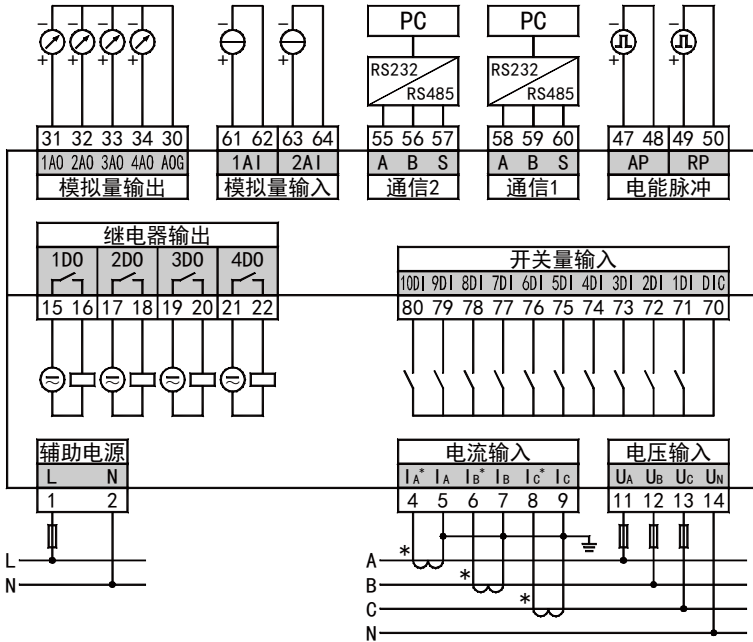 PC
PC
RS232
RS485
RS232
RS485
31 32 33 34 30
1AO 2AO 3AO 4AO AOG
模拟量输出
61 62 63 64
1AI 2AI
模拟量输入
55 56 57
A B S
通信2
58 59 60
A B S
通信1
47 48 49 50
AP RP
电能脉冲
继电器输出
1DO 2DO 3DO 4DO
15 16 17 18 19 20 21 22
开关量输入
10DI 9DI 8DI 7DI 6DI 5DI 4DI 3DI 2DI 1DI DIC
80 79 78 77 76 75 74 73 72 71 70
辅助电源
L N
1 2
L
N
电流输入
IA* IA IB* IB IC* IC
4 5 6 7 8 9
电压输入
UA UB UC UN
11 12 13 14
*
A
*
B
*
C
N